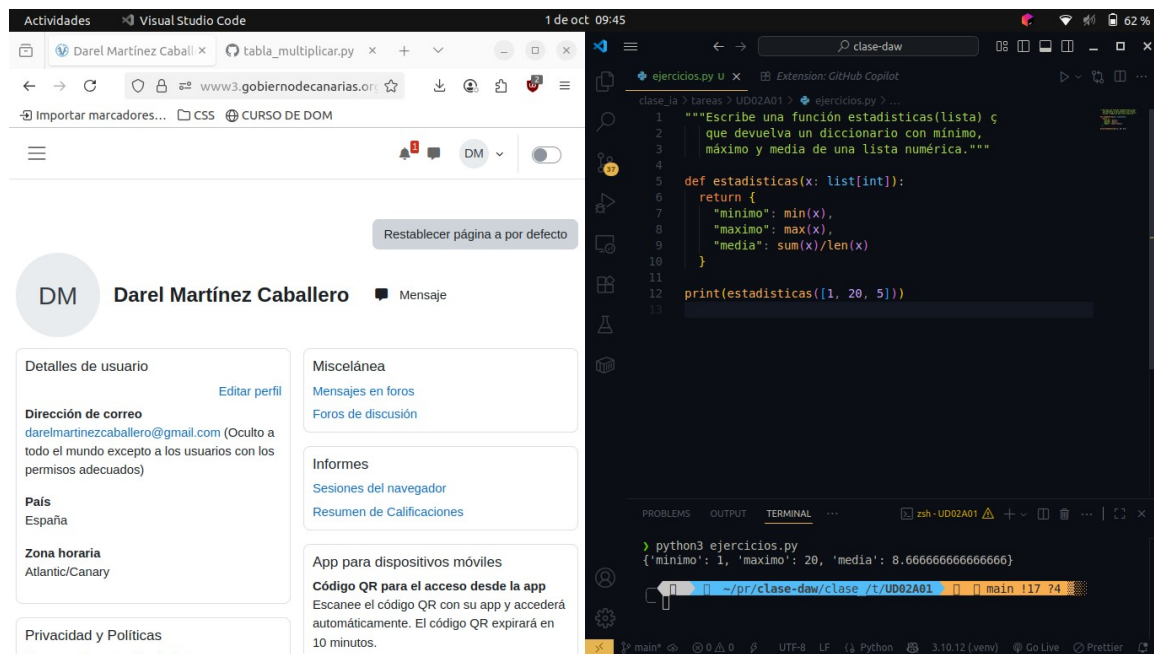 Actividades Visual Studio Code 1 de oct 09:45 62 %
Darel Martínez Caball × tabla_multiplicar.py × +
www3.gobiernodecanarias.org
Importar marcadores... CSS CURSO DE DOM
1 DM
Restablecer página a por defecto
DM Darel Martínez Caballero Mensaje
Detalles de usuario
Editar perfil
Dirección de correo
darelmartinezcaballero@gmail.com (Oculto a
todo el mundo excepto a los usuarios con los
permisos adecuados)
País
España
Zona horaria
Atlantic/Canary
Privacidad y Políticas
Miscelánea
Mensajes en foros
Foros de discusión
Informes
Sesiones del navegador
Resumen de Calificaciones
App para dispositivos móviles
Código QR para el acceso desde la app
Escanee el código QR con su app y accederá
automáticamente. El código QR expirará en
10 minutos.
clase-daw
ejercicios.py U × Extension: GitHub Copilot
clase_ia > tareas > UD02A01 > ejercicios.py > ...
37
1 """Escribe una función estadisticas(lista) ç
2 que devuelva un diccionario con mínimo,
3 máximo y media de una lista numérica."""
4
5 def estadisticas(x: list[int]):
6 return {
7 "minimo": min(x),
8 "maximo": max(x),
9 "media": sum(x)/len(x)
10 }
11
12 print(estadisticas([1, 20, 5]))
13
PROBLEMS OUTPUT TERMINAL ... zsh - UD02A01
❯ python3 ejercicios.py
{'minimo': 1, 'maximo': 20, 'media': 8.666666666666666}
~/pr/clase-daw/clase_/t/UD02A01 main !17 ?4
main* 0 0 UTF-8 LF Python 3.10.12 (.venv) Go Live Prettier